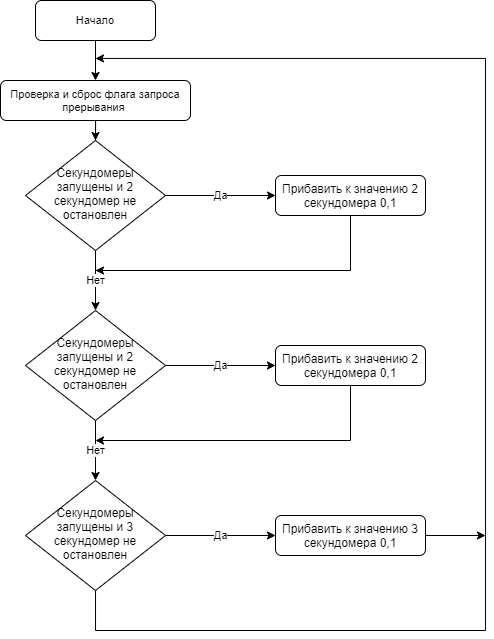 Начало
Проверка и сброс флага запроса
прерывания
Секундомеры
запущены и 2
секундомер не
остановлен
Да
Прибавить к значению 2
секундомера 0,1
Нет
Секундомеры
запущены и 2
секундомер не
остановлен
Да
Прибавить к значению 2
секундомера 0,1
Нет
Секундомеры
запущены и 3
секундомер не
остановлен
Да
Прибавить к значению 3
секундомера 0,1